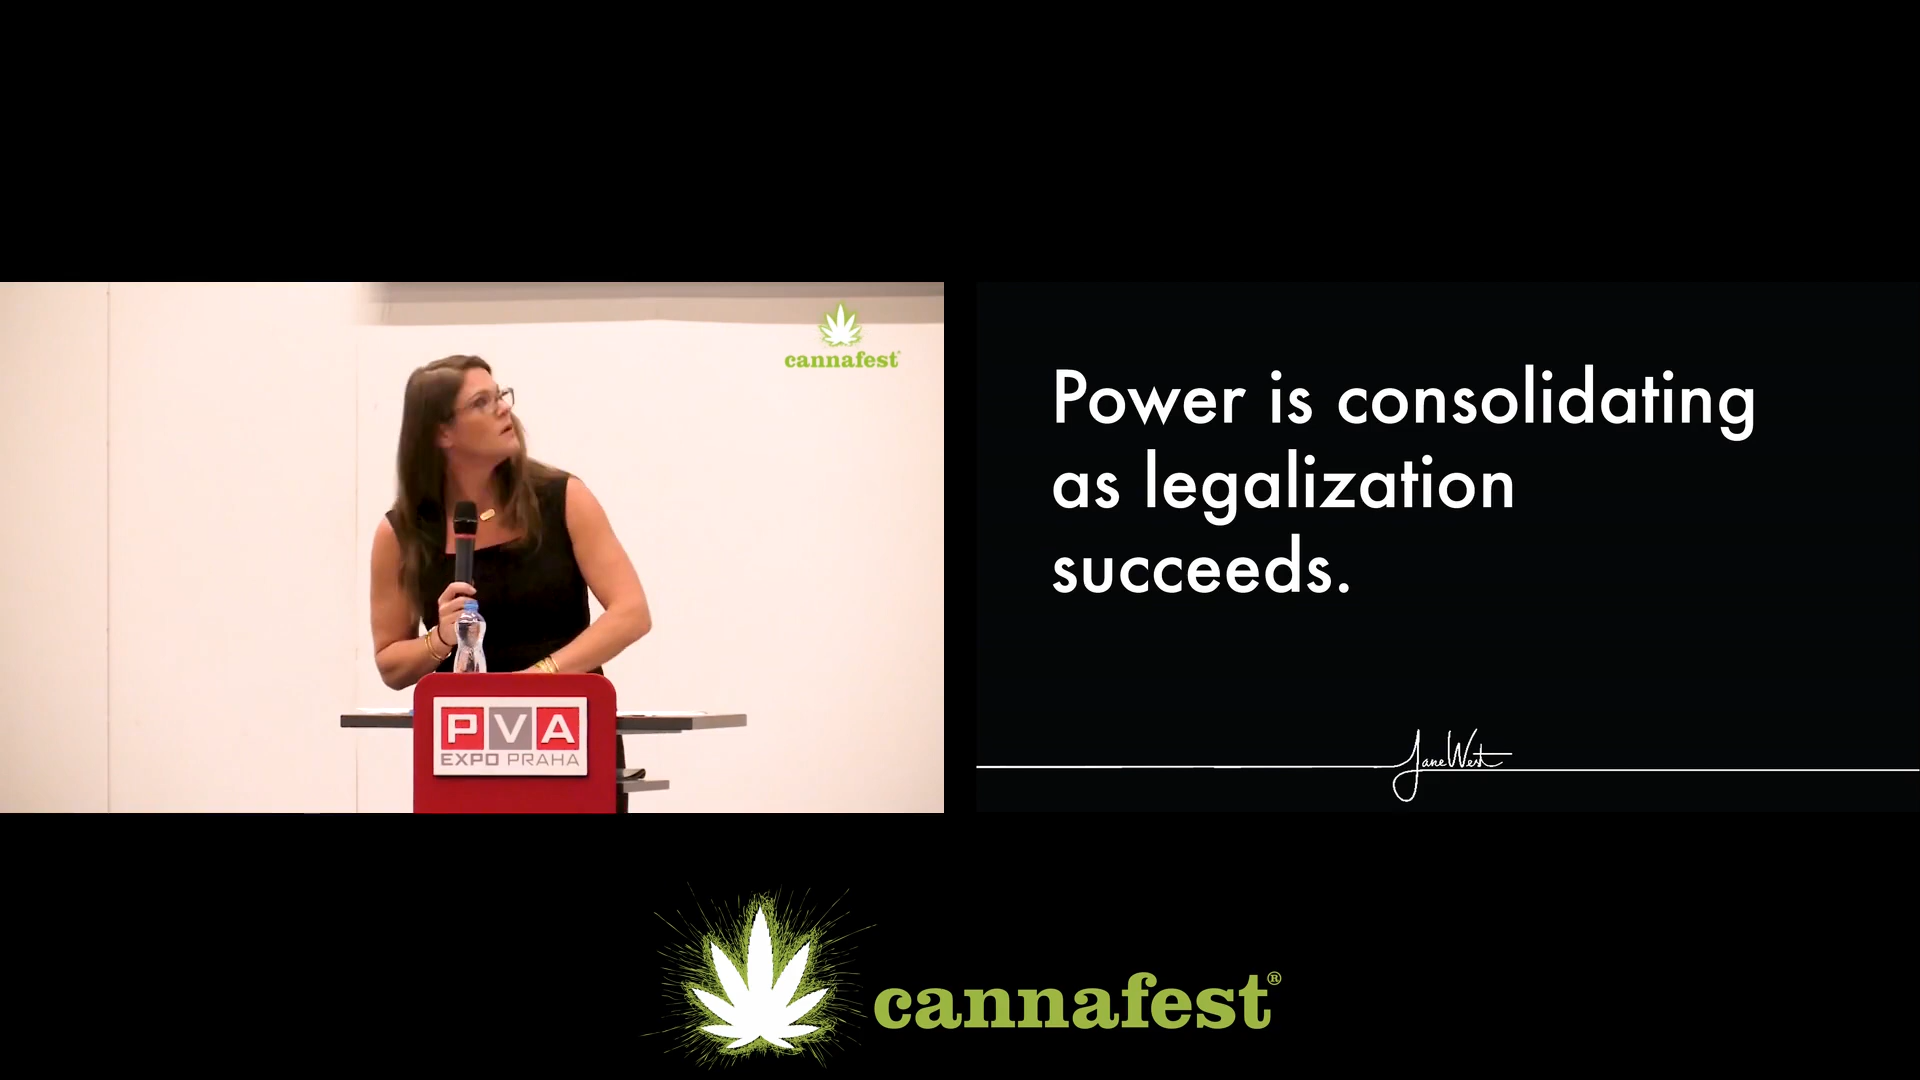 cannafest
PVA
EXPO PRAHA
Power is consolidating
as legalization
succeeds.
Jane West
cannafest®